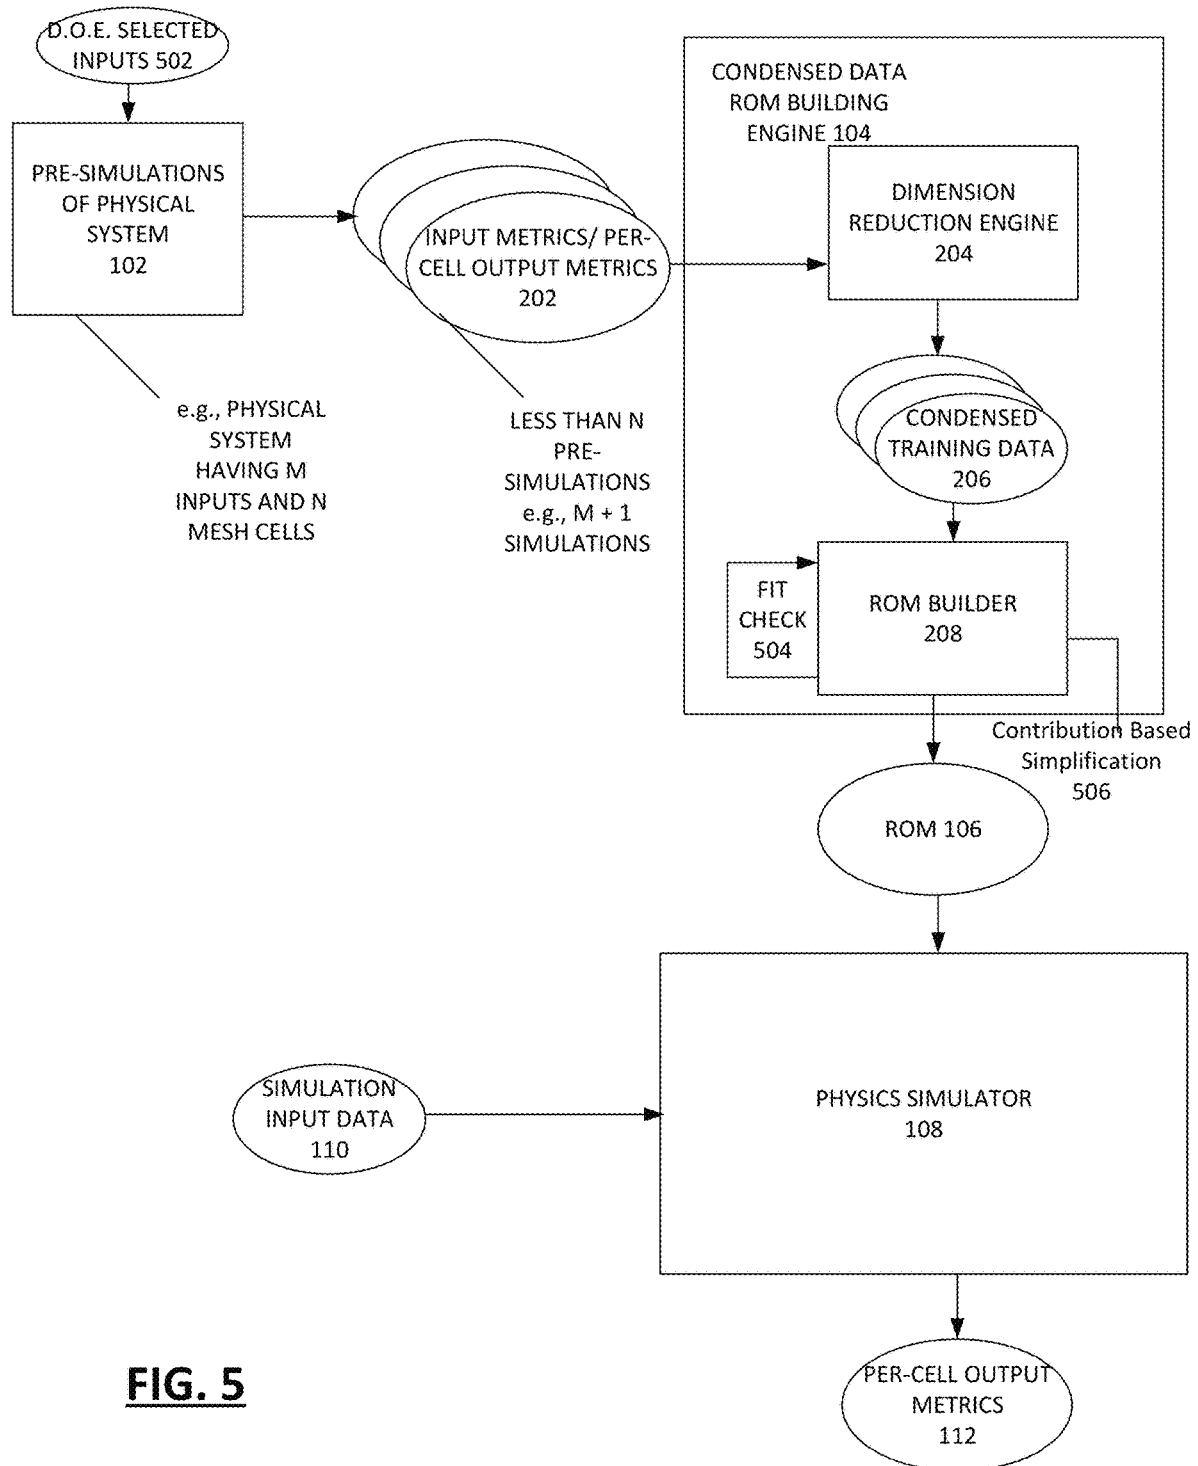 D.O.E. SELECTED
INPUTS 502
PRE-SIMULATIONS
OF PHYSICAL
SYSTEM
102
INPUT METRICS/ PER-
CELL OUTPUT METRICS
202
CONDENSED DATA
ROM BUILDING
ENGINE 104
DIMENSION
REDUCTION ENGINE
204
e.g., PHYSICAL
SYSTEM
HAVING M
INPUTS AND N
MESH CELLS
LESS THAN N
PRE-
SIMULATIONS
e.g., M + 1
SIMULATIONS
CONDENSED
TRAINING DATA
206
FIT
CHECK
504
ROM BUILDER
208
Contribution Based
Simplification
506
ROM 106
SIMULATION
INPUT DATA
110
PHYSICS SIMULATOR
108
PER-CELL OUTPUT
METRICS
112
FIG. 5